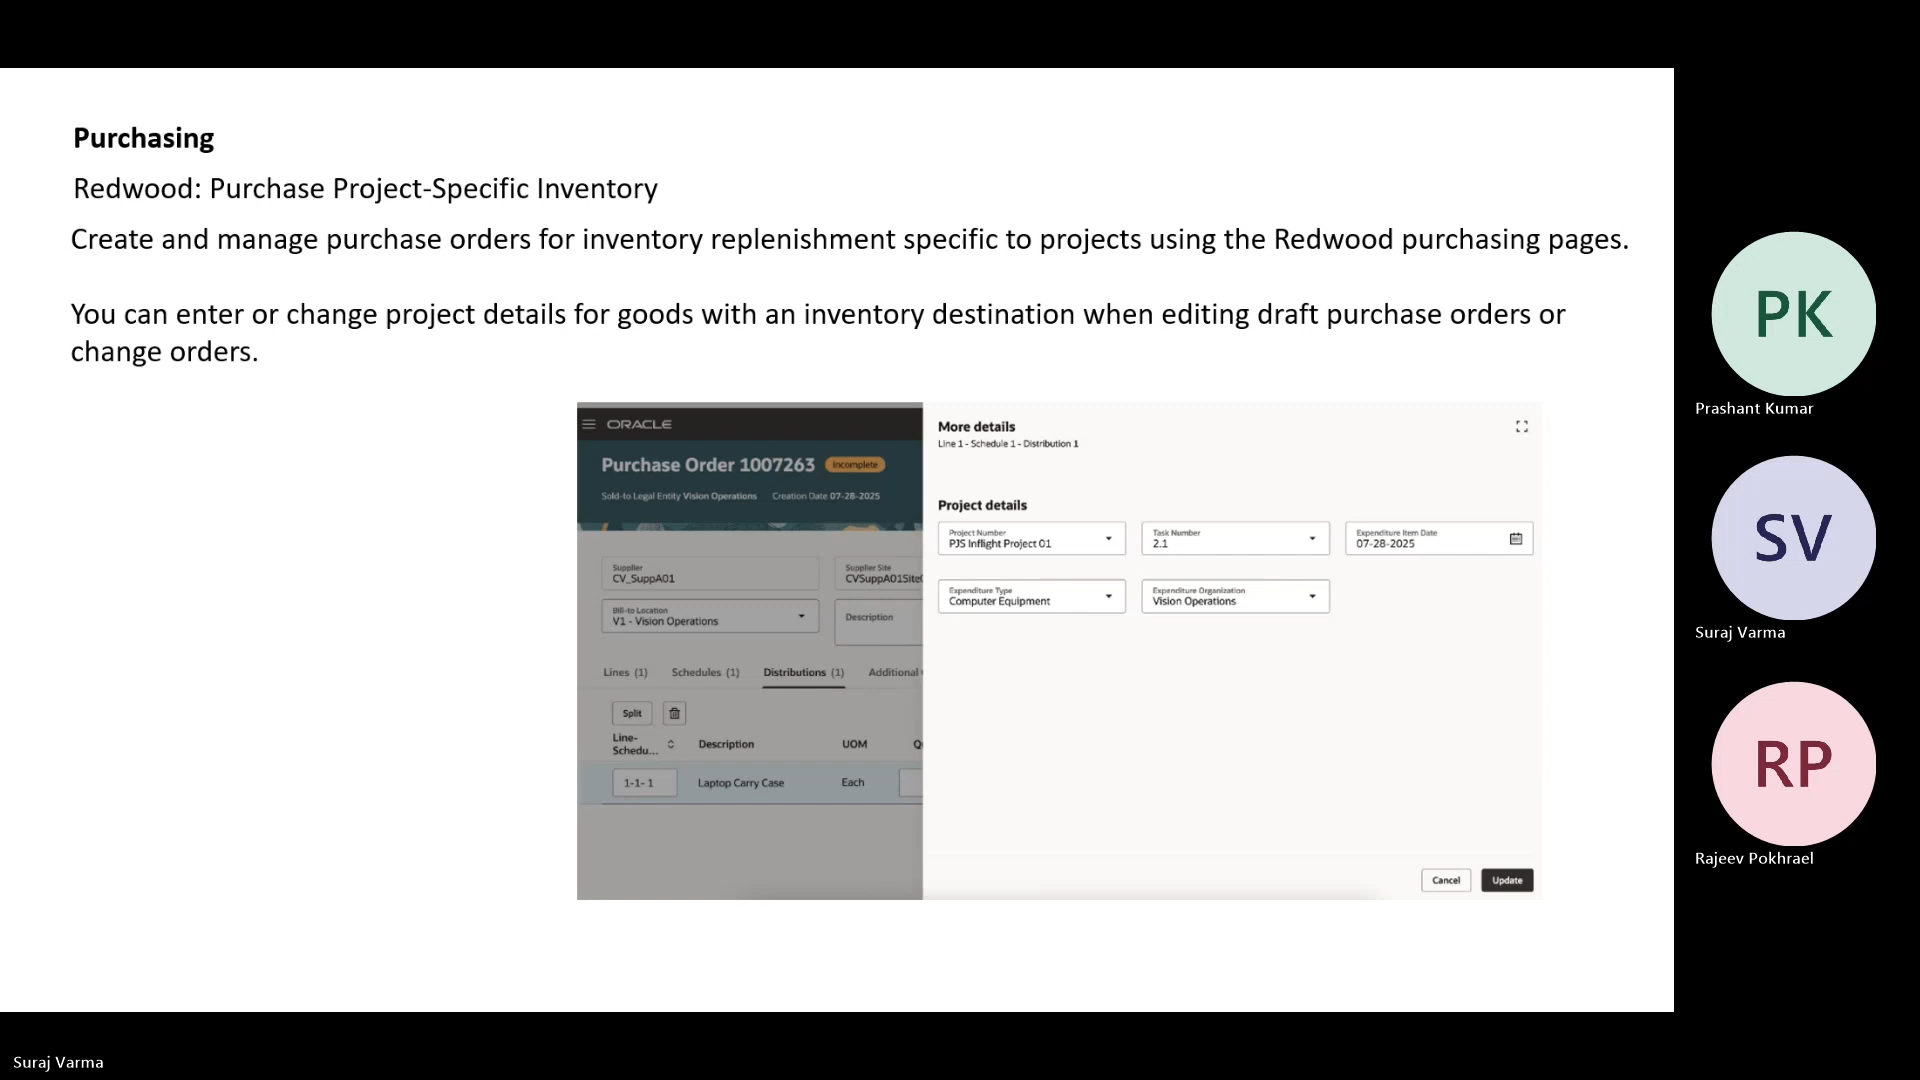 Purchasing
Redwood: Purchase Project-Specific Inventory
Create and manage purchase orders for inventory replenishment specific to projects using the Redwood purchasing pages.
You can enter or change project details for goods with an inventory destination when editing draft purchase orders or
change orders.
ORACLE
Purchase Order 1007263 Incomplete
Sold-to Legal Entity Vision Operations Creation Date 07-28-2025
Supplier
CV_SuppA01
Supplier Site
CVSuppA01Site
Bill-to Location
V1 - Vision Operations
Description
Lines (1) Schedules (1) Distributions (1) Additional
Split
Line-
Schedu... Description UOM
1-1- 1 Laptop Carry Case Each
More details
Line 1 - Schedule 1 - Distribution 1
Project details
Project Number
PJS Inflight Project 01
Task Number
2.1
Expenditure Item Date
07-28-2025
Expenditure Type
Computer Equipment
Expenditure Organization
Vision Operations
Cancel Update
PK
Prashant Kumar
SV
Suraj Varma
RP
Rajeev Pokhrael
Suraj Varma